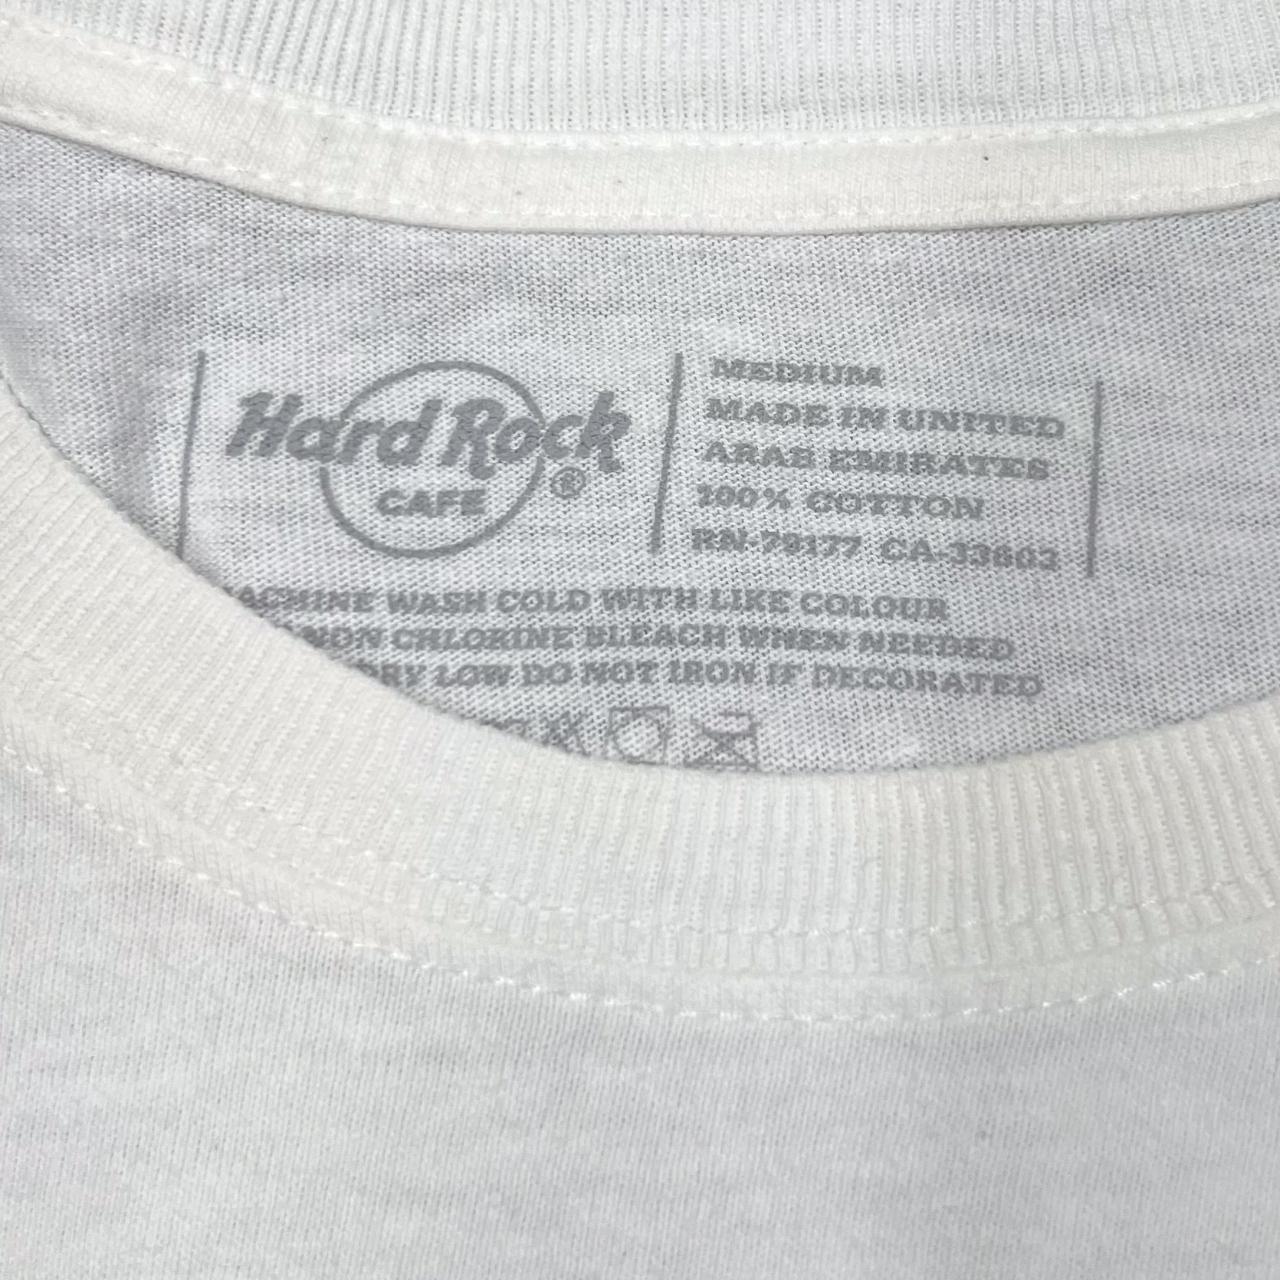 Hard Rock
CAFE
®
MEDIUM
MADE IN UNITED
ARAB EMIRATES
100% COTTON
RN-79177 CA-33602
MACHINE WASH COLD WITH LIKE COLOUR
NON CHLORINE BLEACH WHEN NEEDED
DRY LOW DO NOT IRON IF DECORATED